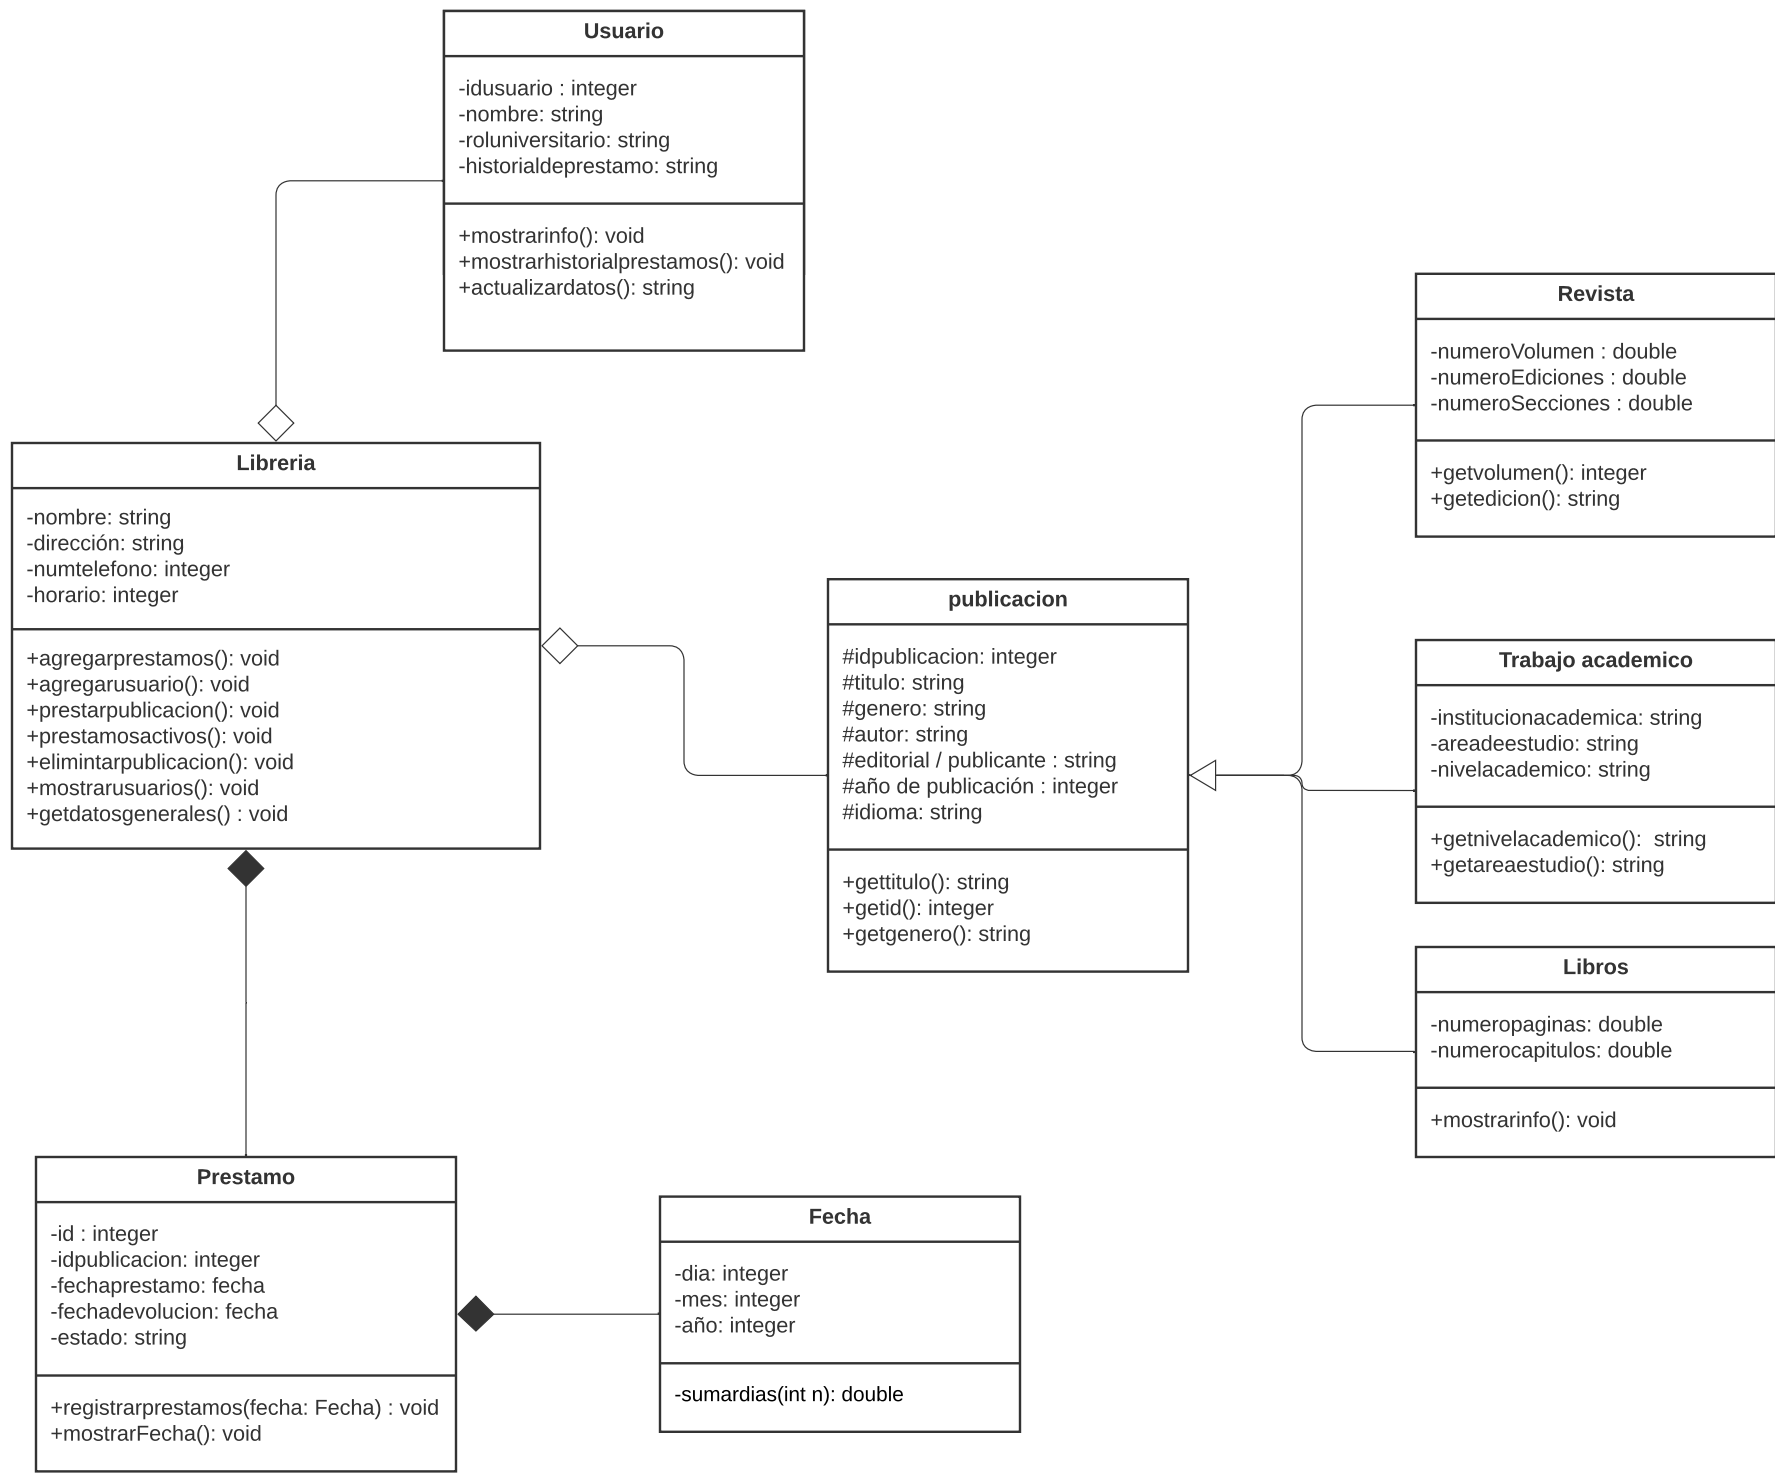 Usuario
-idusuario : integer
-nombre: string
-roluniversitario: string
-historialdeprestamo: string
+mostrarinfo(): void
+mostrarhistorialprestamos(): void
+actualizardatos(): string
Libreria
-nombre: string
-dirección: string
-numtelefono: integer
-horario: integer
+agregarprestamos(): void
+agregarusuario(): void
+prestarpublicacion(): void
+prestamosactivos(): void
+elimintarpublicacion(): void
+mostrarusuarios(): void
+getdatosgenerales() : void
publicacion
#idpublicacion: integer
#titulo: string
#genero: string
#autor: string
#editorial / publicante : string
#año de publicación : integer
#idioma: string
+gettitulo(): string
+getid(): integer
+getgenero(): string
Revista
-numeroVolumen : double
-numeroEdiciones : double
-numeroSecciones : double
+getvolumen(): integer
+getedicion(): string
Trabajo academico
-institucionacademica: string
-areadeestudio: string
-nivelacademico: string
+getnivelacademico():  string
+getareaestudio(): string
Libros
-numeropaginas: double
-numerocapitulos: double
+mostrarinfo(): void
Prestamo
-id : integer
-idpublicacion: integer
-fechaprestamo: fecha
-fechadevolucion: fecha
-estado: string
+registrarprestamos(fecha: Fecha) : void
+mostrarFecha(): void
Fecha
-dia: integer
-mes: integer
-año: integer
-sumardias(int n): double